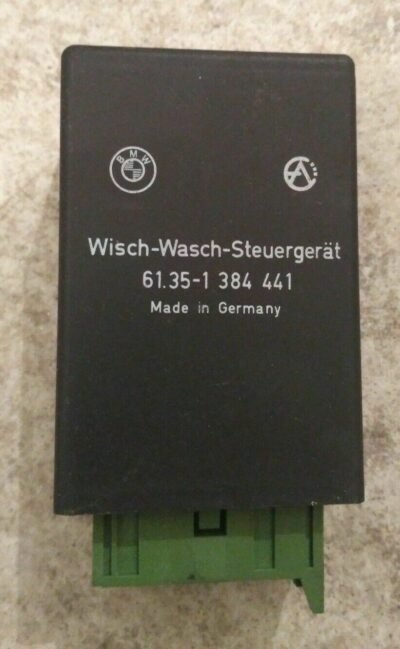 BMW
Wisch-Wasch-Steuergerät
61.35-1 384 441
Made in Germany